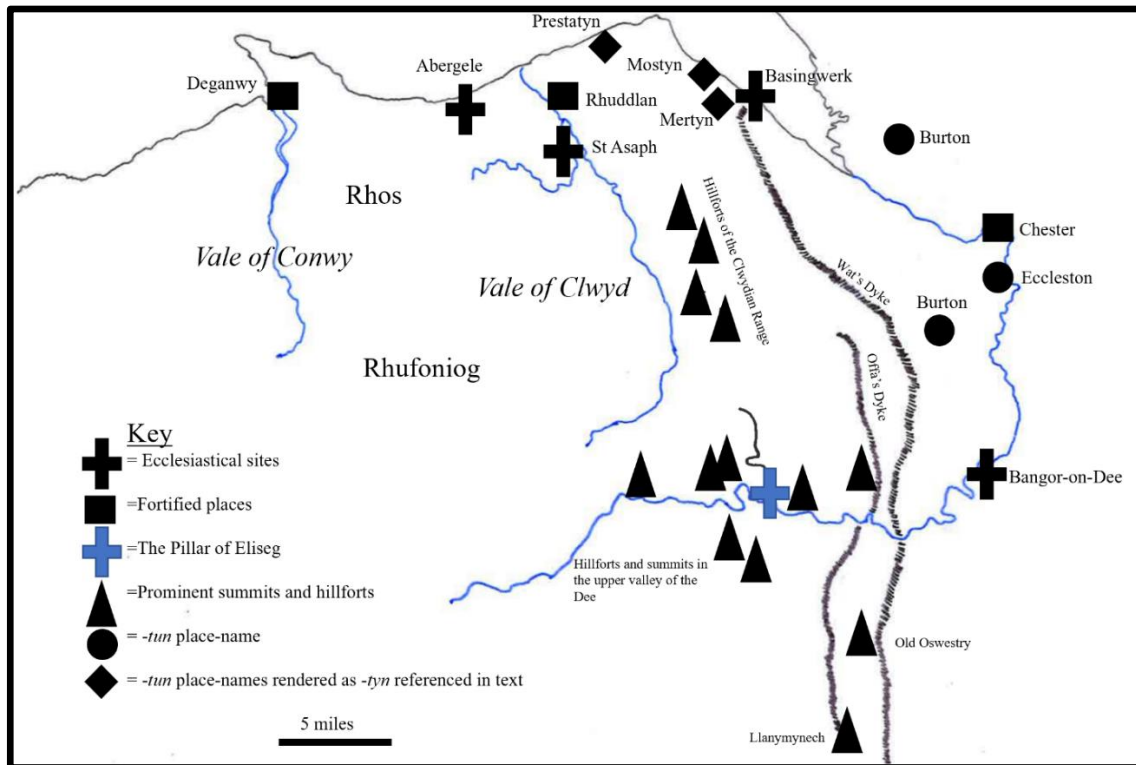 Prestatyn
Mostyn
Abergele
Basingwerk
Deganwy
Rhuddlan
Mertyn
Burton
St Asaph
Rhos
Hillforts of the Clwydian Range
Chester
Vale of Conwy
Vale of Clwyd
Wat's Dyke
Eccleston
Burton
Rhufoniog
Offa's Dyke
Key
= Ecclesiastical sites
Bangor-on-Dee
=Fortified places
=The Pillar of Eliseg
Hillforts and summits in
the upper valley of the
Dee
=Prominent summits and hillforts
= -tun place-name
Old Oswestry
= -tun place-names rendered as -tyn referenced in text
5 miles
Llanymynech